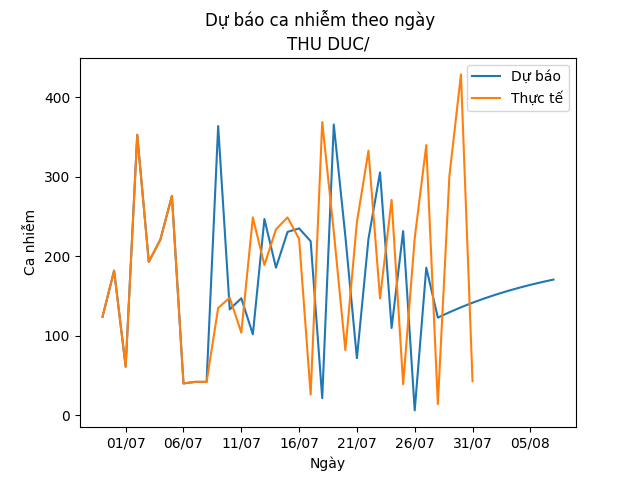 Dự báo ca nhiễm theo ngày
THU DUC/
Dự báo
Thực tế
400
300
200
100
0
Ca nhiễm
01/07 06/07 11/07 16/07 21/07 26/07 31/07 05/08
Ngày